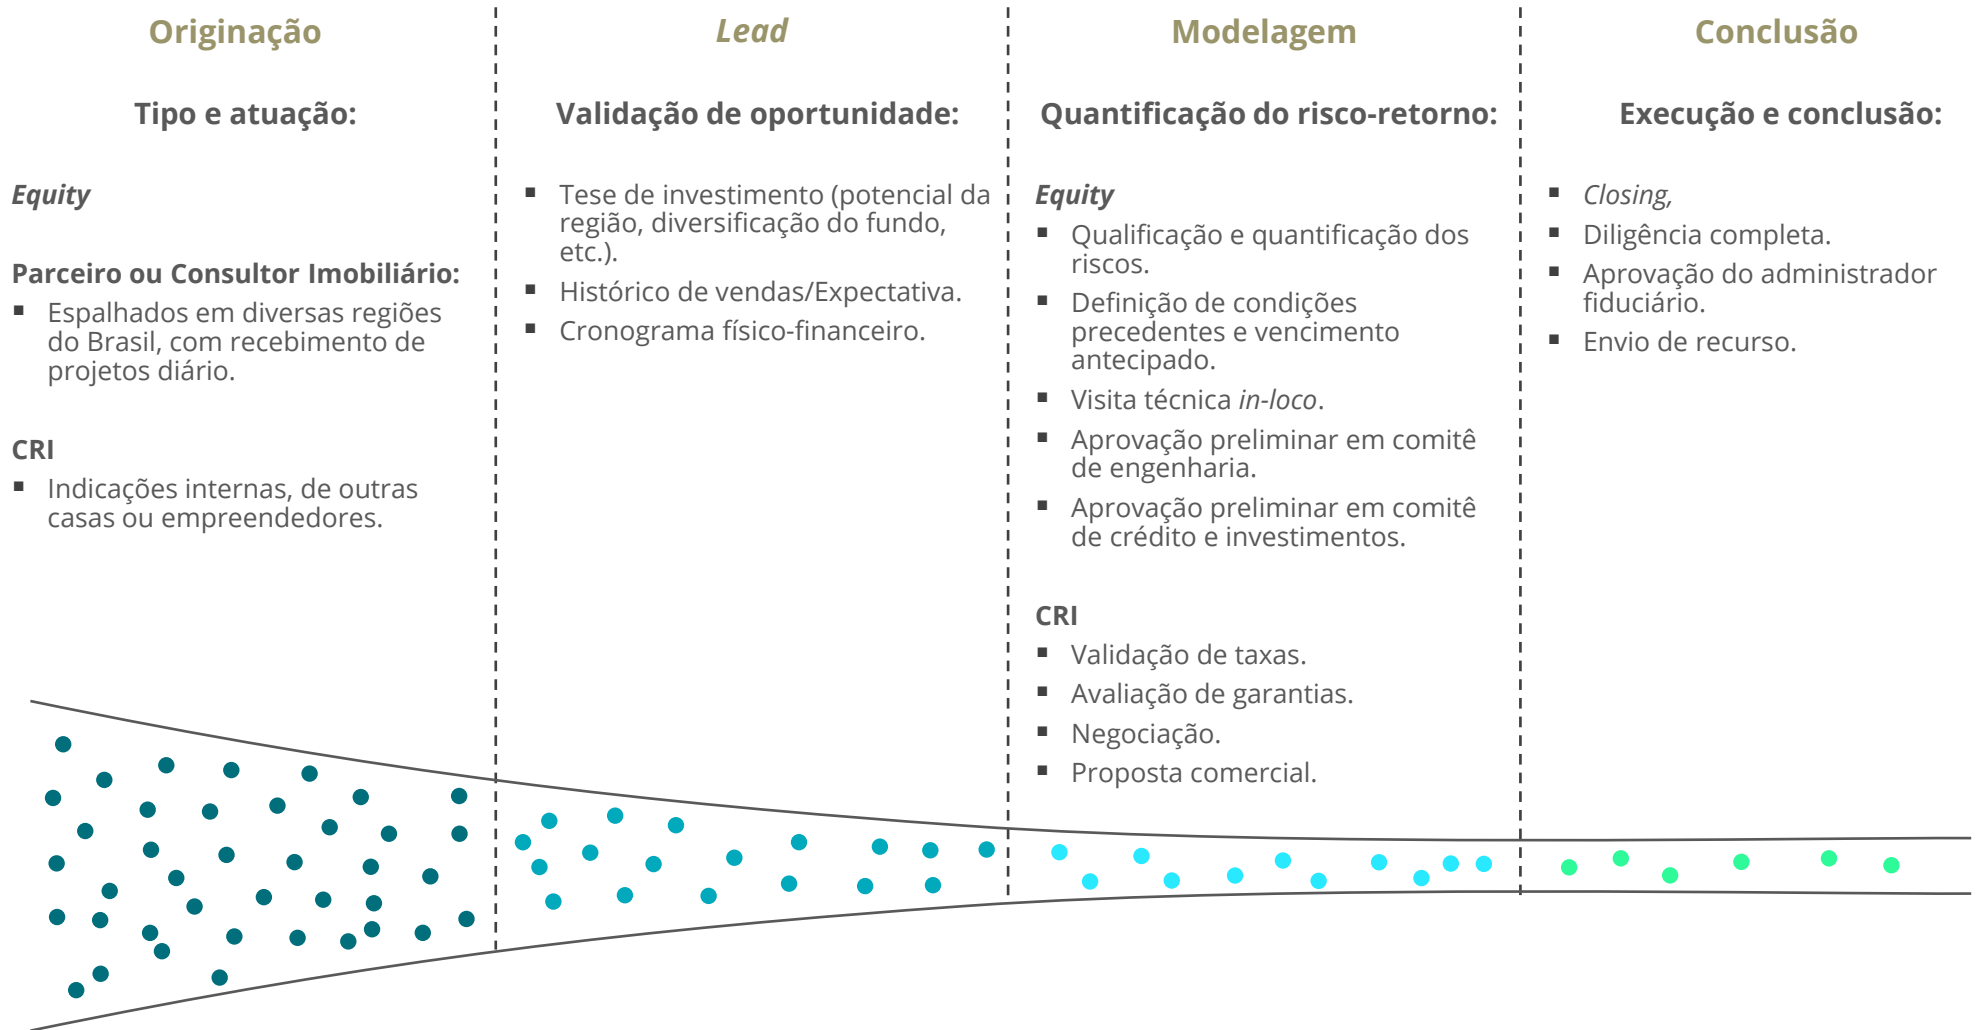 Originação
Tipo e atuação:
Equity
Parceiro ou Consultor Imobiliário:
▪ Espalhados em diversas regiões
do Brasil, com recebimento de
projetos diário.
CRI
▪ Indicações internas, de outras
casas ou empreendedores.
Lead
Validação de oportunidade:
▪ Tese de investimento (potencial da
região, diversificação do fundo,
etc.).
▪ Histórico de vendas/Expectativa.
▪ Cronograma físico-financeiro.
Modelagem
Quantificação do risco-retorno:
Equity
▪ Qualificação e quantificação dos
riscos.
▪ Definição de condições
precedentes e vencimento
antecipado.
▪ Visita técnica in-loco.
▪ Aprovação preliminar em comitê
de engenharia.
▪ Aprovação preliminar em comitê
de crédito e investimentos.
CRI
▪ Validação de taxas.
▪ Avaliação de garantias.
▪ Negociação.
▪ Proposta comercial.
Conclusão
Execução e conclusão:
▪ Closing,
▪ Diligência completa.
▪ Aprovação do administrador
fiduciário.
▪ Envio de recurso.